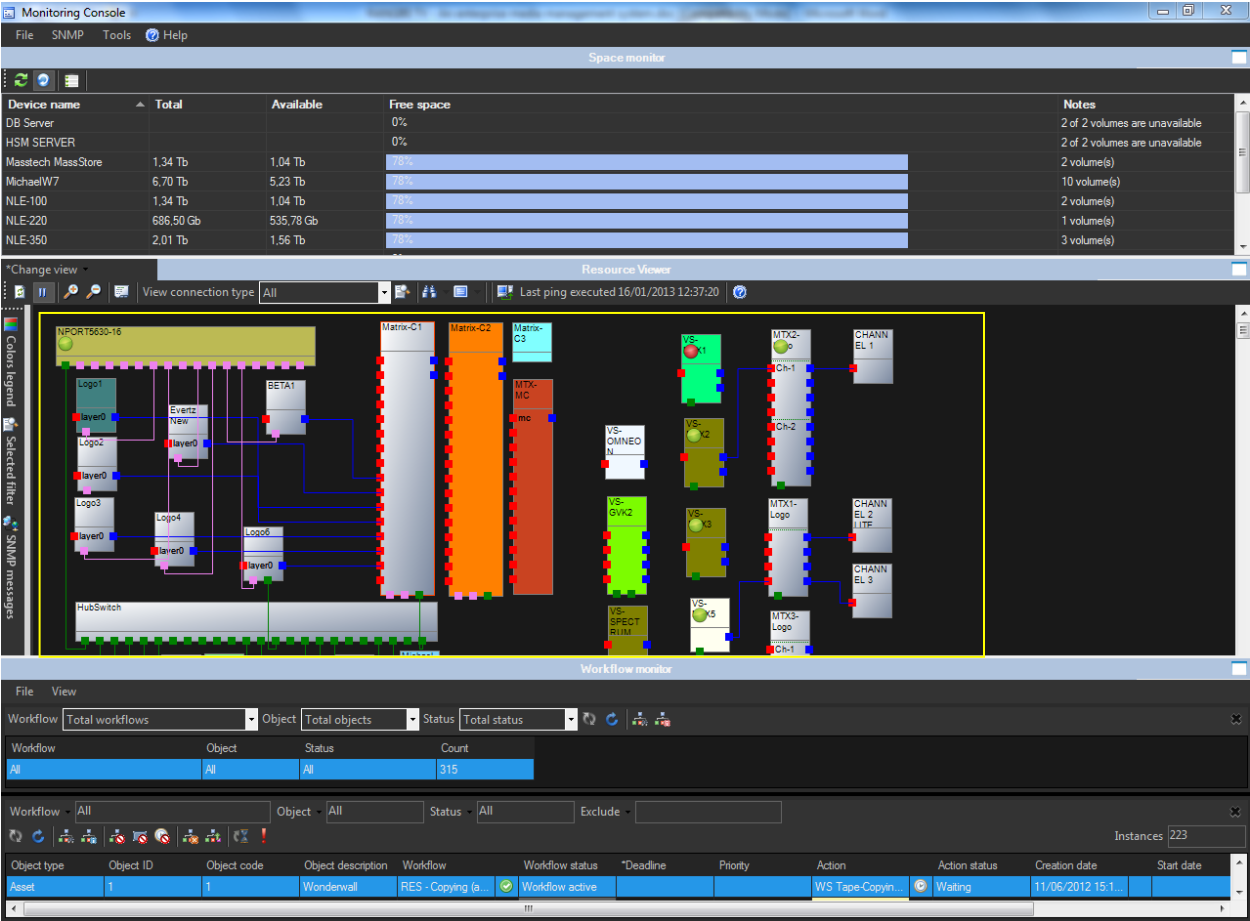 Monitoring Console
File SNMP Tools Help
Space monitor
Device name Total Available Free space Notes
DB Server 0% 2 of 2 volumes are unavailable
HSM SERVER 0% 2 of 2 volumes are unavailable
Masstech MassStore 1,34 Tb 1,04 Tb 78% 2 volume(s)
MichaelW7 6,70 Tb 5,23 Tb 78% 10 volume(s)
NLE-100 1,34 Tb 1,04 Tb 78% 2 volume(s)
NLE-220 686,50 Gb 535,78 Gb 78% 1 volume(s)
NLE-350 2,01 Tb 1,56 Tb 78% 3 volume(s)
*Change view Resource Viewer
View connection type All Last ping executed 16/01/2013 12:37:20
Colors legend
Selected filter
SNMP messages
NPORT5630-16
Matrix-C1
Matrix-C2
Matrix-
C3
MTX-
MC
mc
Logo1
layer0
Logo2
layer0
Logo3
layer0
Evertz
New
layer0
BETA1
Logo4
layer0
Logo6
layer0
HubSwitch
VS-
OMNEO
N
VS-
GVK2
VS-
SPECT
RUM
VS-
X1
VS-
X2
VS-
X3
VS-
X5
MTX2-
Ch-1
Ch-2
MTX1-
Logo
MTX3-
Logo
Ch-1
CHANN
EL 1
CHANN
EL 2
LITE
CHANN
EL 3
Workflow monitor
File View
Workflow Total workflows Object Total objects Status Total status
Workflow Object Status Count
All All All 315
Workflow All Object All Status All Exclude
Instances 223
Object type Object ID Object code Object description Workflow Workflow status *Deadline Priority Action Action status Creation date Start date
Asset 1 1 Wonderwall RES - Copying (a... Workflow active WS Tape-Copyin... Waiting 11/06/2012 15:1...